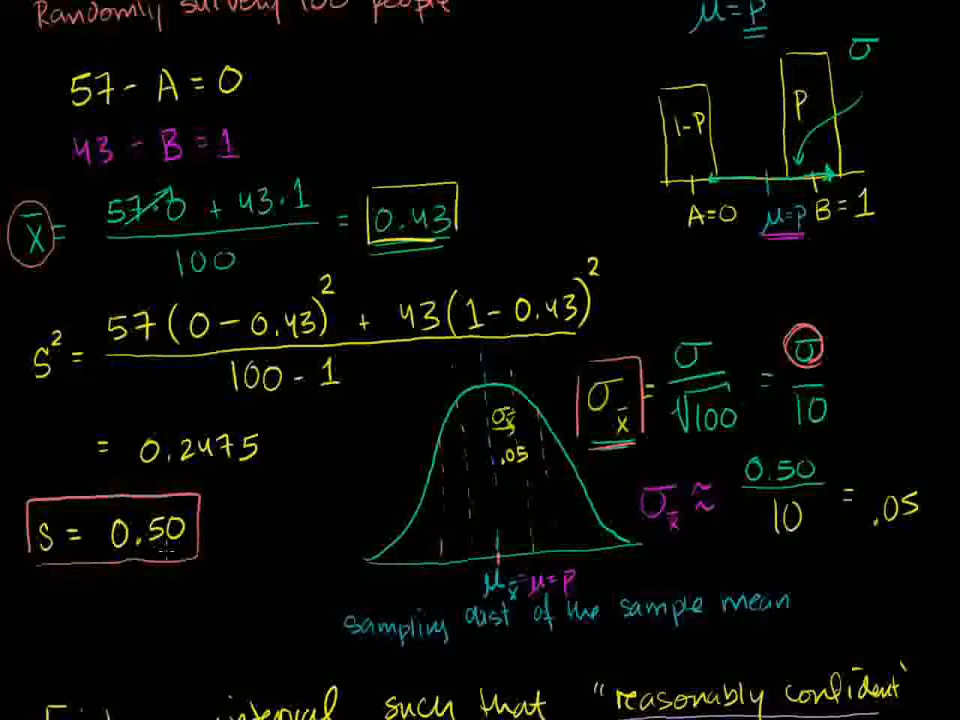 Randomly survey 100 people
57 - A = 0
43 - B = 1
X̄ = (57·0 + 43·1) / 100 = 0.43
S² = (57(0 - 0.43)² + 43(1 - 0.43)²) / (100 - 1)
= 0.2475
S = 0.50
μ = p
σ
1-p
p
A=0
μ=p
B=1
σx̄ = σ / √100 = σ / 10
σx̄ ≈ 0.50 / 10 = .05
σx̄
.05
μx̄ = μ = p
sampling dist of the sample mean
interval such that "reasonably confident"